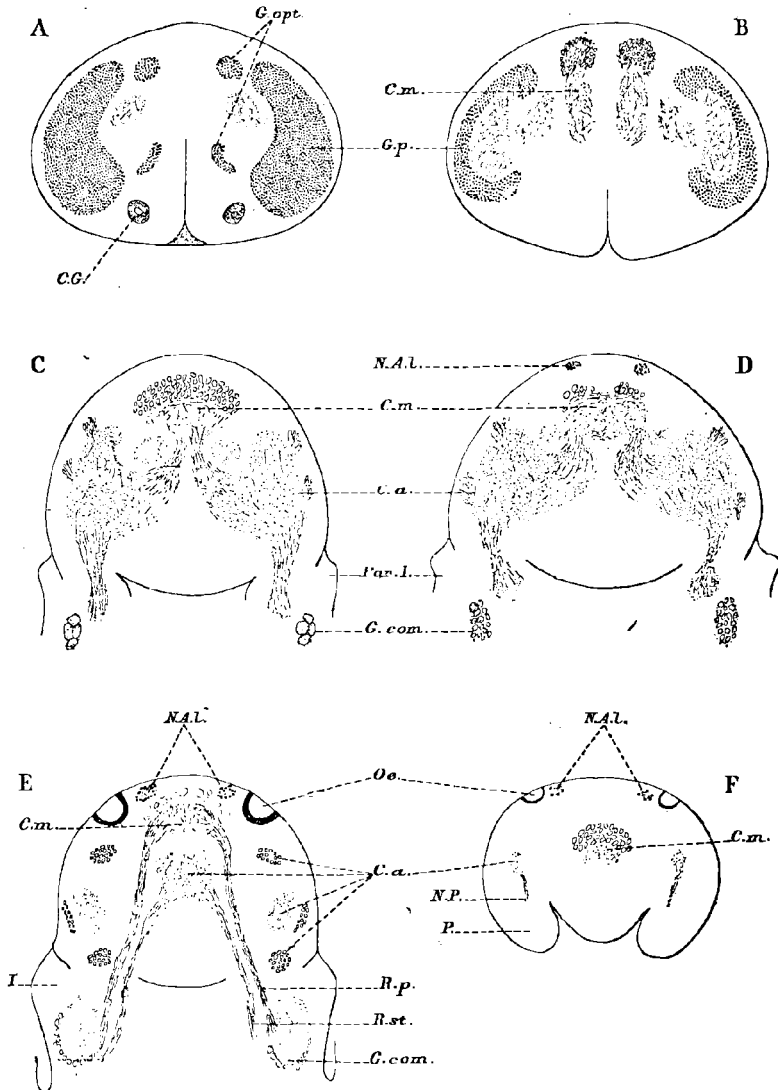 A
G.opt.
B
C.m.
G.p.
C.G.
C
N.A.l.
D
C.m.
C.a
Par.I.
G.com.
N.A.l.
N.A.l.
E
Oe.
F
C.m.
C.m.
C.a
N.P.
P.
I
R.p.
R.st.
G.com.